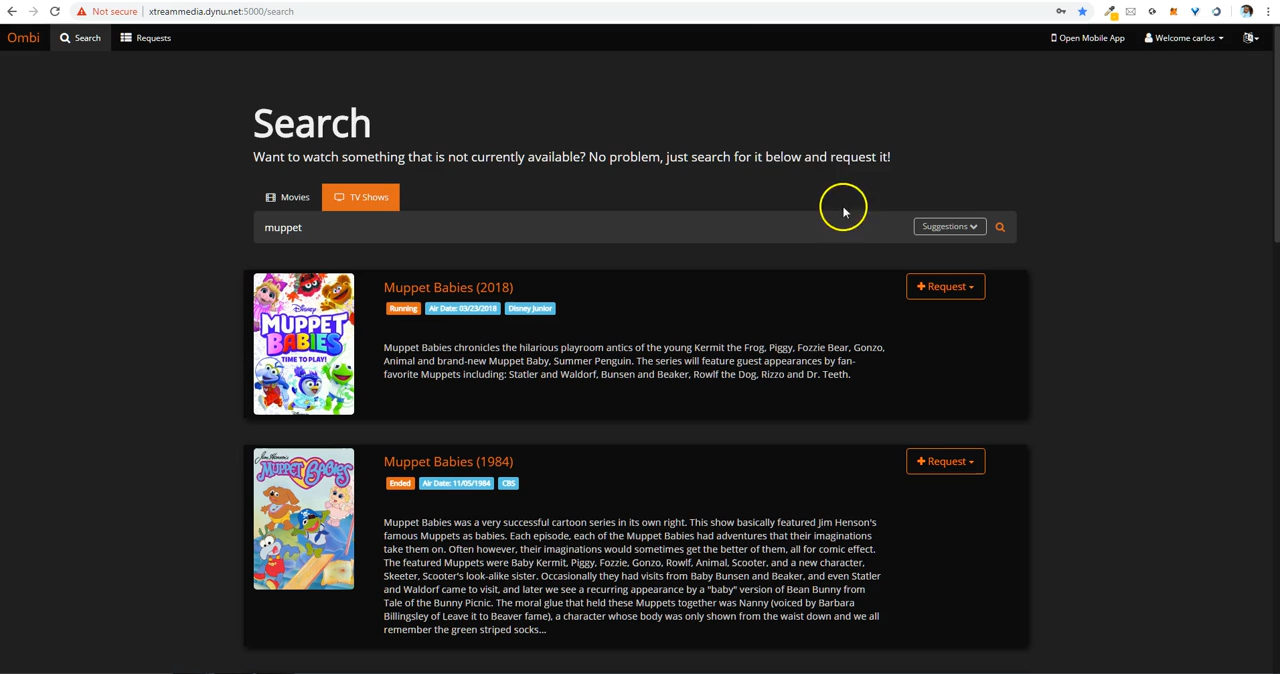 Not secure | xtreammedia.dynu.net:5000/search
Ombi Search Requests Open Mobile App Welcome carlos
Search
Want to watch something that is not currently available? No problem, just search for it below and request it!
Movies TV Shows
muppet Suggestions
Muppet Babies (2018) + Request
Running Air Date: 03/23/2018 Disney Junior
Muppet Babies chronicles the hilarious playroom antics of the young Kermit the Frog, Piggy, Fozzie Bear, Gonzo,
Animal and brand-new Muppet Baby, Summer Penguin. The series will feature guest appearances by fan-
favorite Muppets including: Statler and Waldorf, Bunsen and Beaker, Rowlf the Dog, Rizzo and Dr. Teeth.
Disney
MUPPET
BABIES
TIME TO PLAY!
Muppet Babies (1984) + Request
Ended Air Date: 11/05/1984 CBS
Muppet Babies was a very successful cartoon series in its own right. This show basically featured Jim Henson's
famous Muppets as babies. Each episode, each of the Muppet Babies had adventures that their imaginations
take them on. Often however, their imaginations would sometimes get the better of them, all for comic effect.
The featured Muppets were Baby Kermit, Piggy, Fozzie, Gonzo, Rowlf, Animal, Scooter, and a new character,
Skeeter, Scooter's look-alike sister. Occasionally they had visits from Baby Bunsen and Beaker, and even Statler
and Waldorf came to visit, and later we see a recurring appearance by a "baby" version of Bean Bunny from
Tale of the Bunny Picnic. The moral glue that held these Muppets together was Nanny (voiced by Barbara
Billingsley of Leave it to Beaver fame), a character whose body was only shown from the waist down and we all
remember the green striped socks...
Jim Henson's
MUPPET BABIES